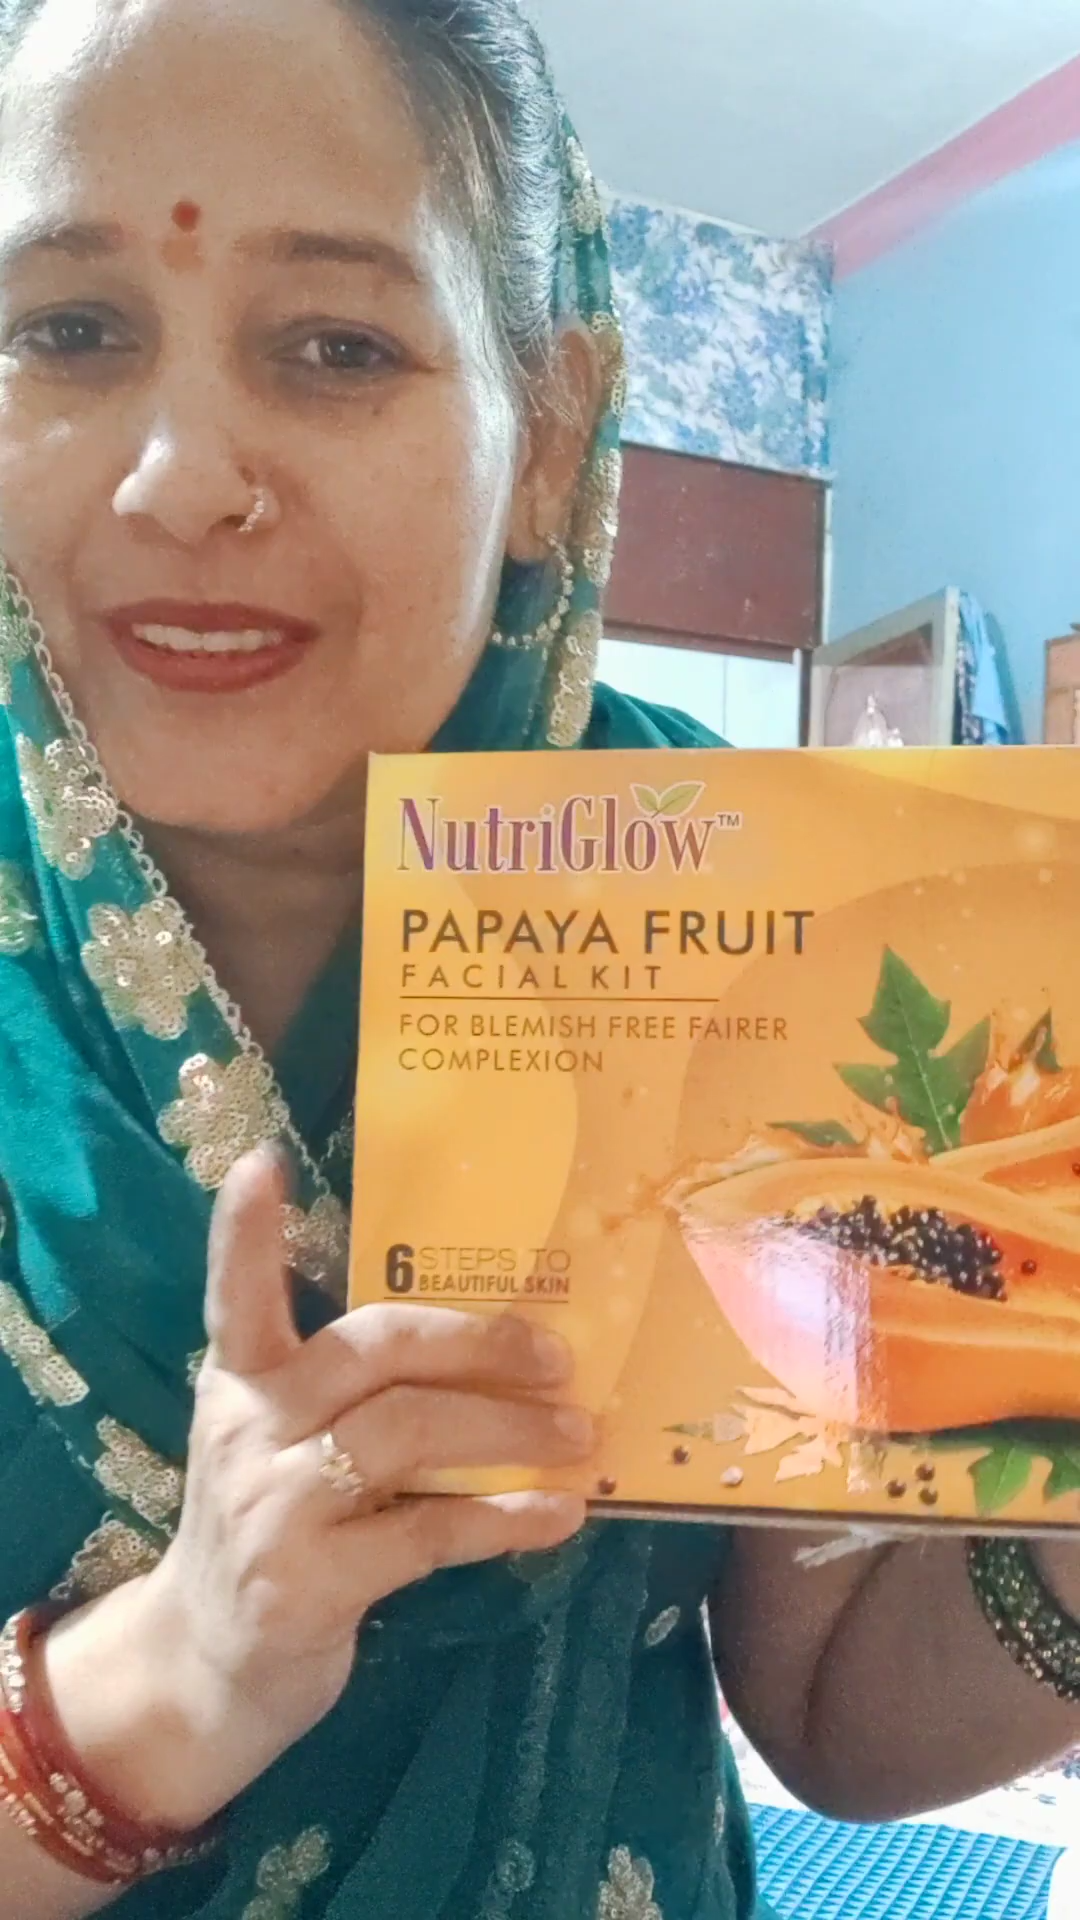 NutriGlow™
PAPAYA FRUIT
FACIAL KIT
FOR BLEMISH FREE FAIRER
COMPLEXION
6 STEPS TO
BEAUTIFUL SKIN